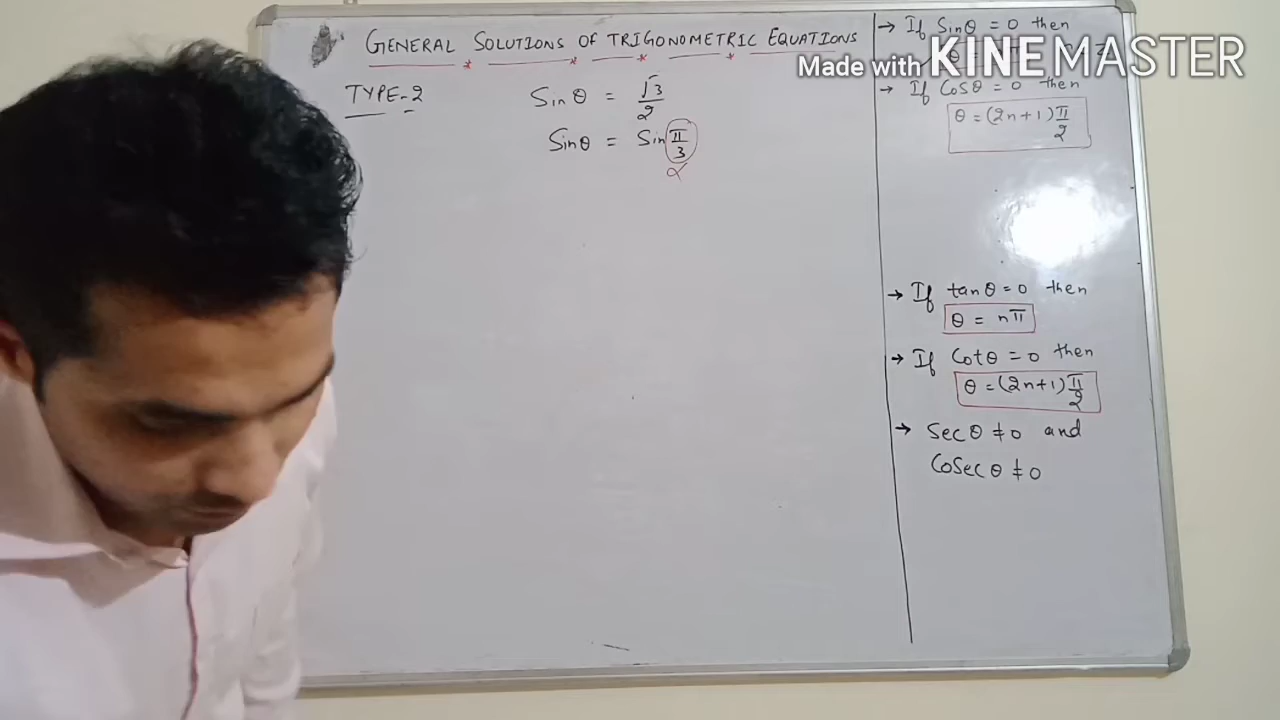 GENERAL SOLUTIONS OF TRIGONOMETRIC EQUATIONS
TYPE-2
Sinθ = √3/2
Sinθ = Sin π/3
α
→ If Sinθ = 0 then
Made with KINEMASTER
→ If Cosθ = 0 then
θ = (2n+1)π/2
→ If tanθ = 0 then
θ = nπ
→ If Cotθ = 0 then
θ = (2n+1)π/2
→ Secθ ≠ 0 and
Cosecθ ≠ 0